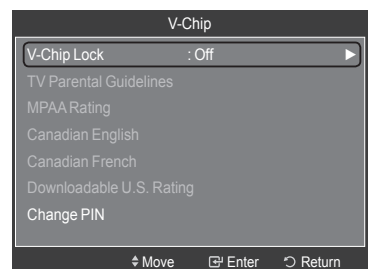 V-Chip
V-Chip Lock : Off
TV Parental Guidelines
MPAA Rating
Canadian English
Canadian French
Downloadable U.S. Rating
Change PIN
Move Enter Return